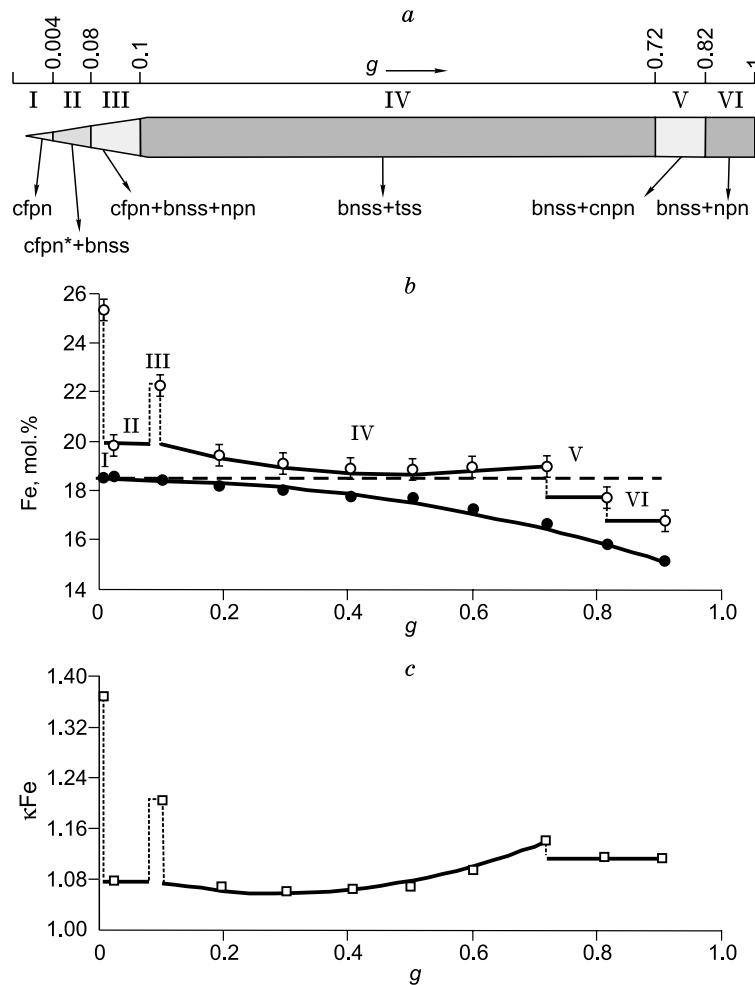 a
0.004
0.08
0.1
0.72
0.82
1
g
I II III IV V VI
cfpn
cfpn*+bnss
cfpn+bnss+npn
bnss+tss
bnss+cnpn
bnss+npn
b
Fe, mol.%
26
24
22
20
18
16
14
I
II
III
IV
V
VI
0 0.2 0.4 0.6 0.8 1.0
g
c
κFe
1.40
1.32
1.24
1.16
1.08
1.00
0 0.2 0.4 0.6 0.8 1.0
g